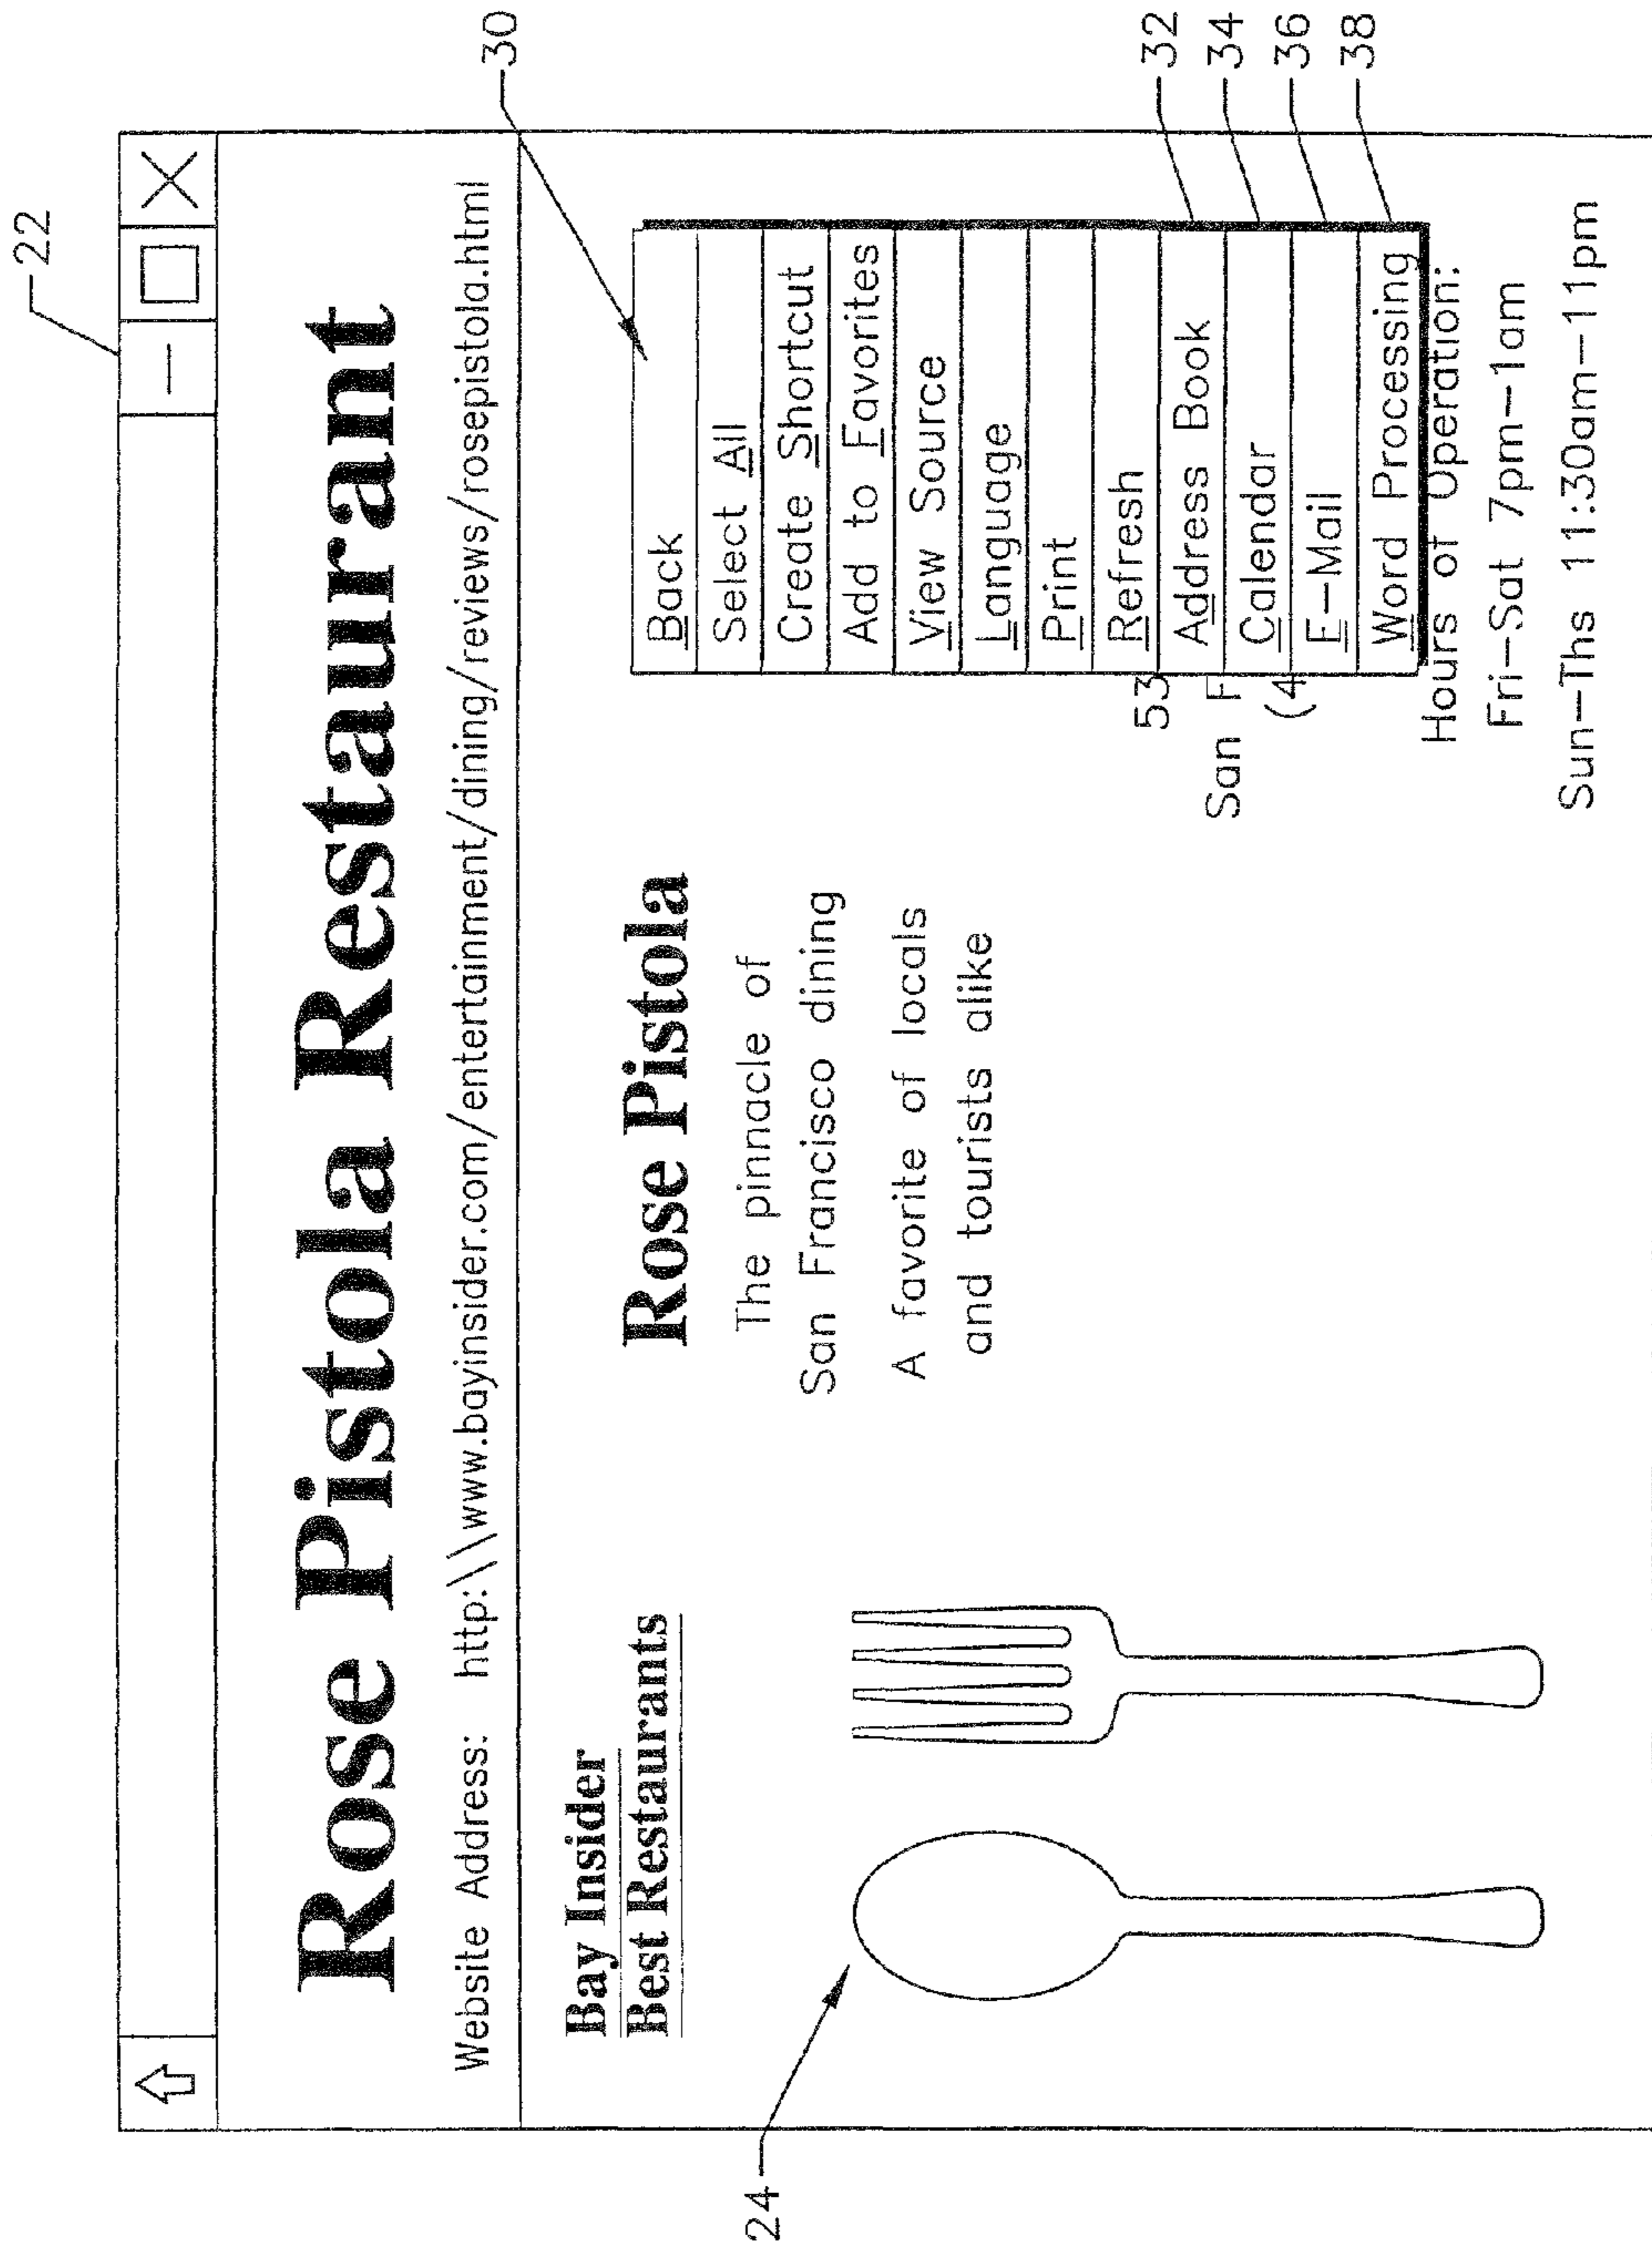 22
Rose Pistola Restaurant
Website Address: http:\\www.bayinsider.com/entertainment/dining/reviews/rosepistola.html
30
Bay Insider
Best Restaurants
24
Rose Pistola
The pinnacle of
San Francisco dining
A favorite of locals
and tourists alike
Back
Select All
Create Shortcut
Add to Favorites
View Source
Language
Print
Refresh
Address Book
32
Calendar
34
E-Mail
36
Word Processing
38
53
San F
(4
Hours of Operation:
Fri-Sat 7pm-1am
Sun-Ths 11:30am-11pm